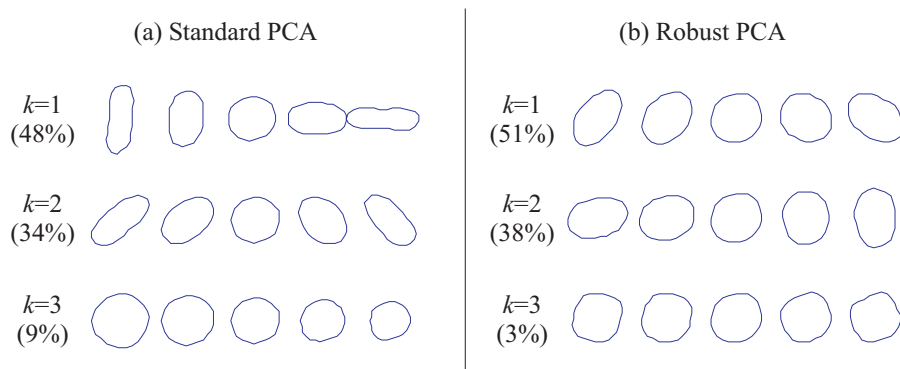 (a) Standard PCA
k=1
(48%)
k=2
(34%)
k=3
(9%)
(b) Robust PCA
k=1
(51%)
k=2
(38%)
k=3
(3%)